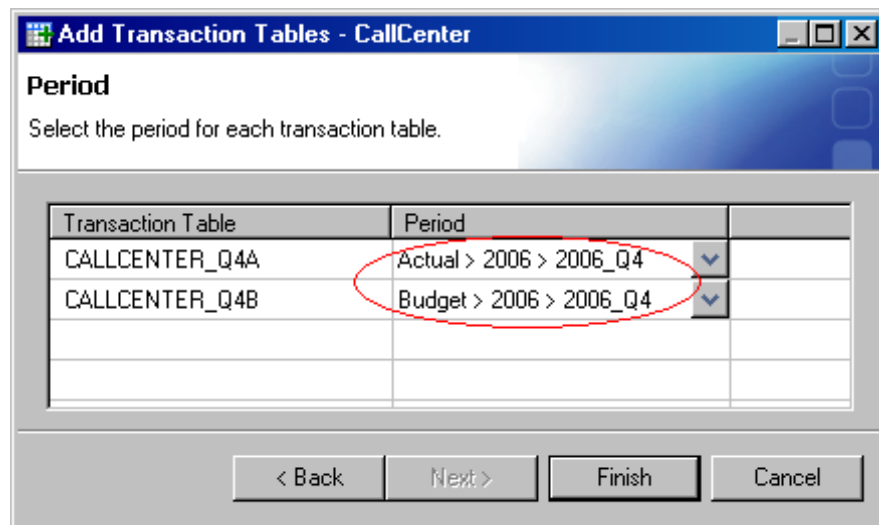 Add Transaction Tables - CallCenter
Period
Select the period for each transaction table.
Transaction Table Period
CALLCENTER_Q4A Actual > 2006 > 2006_Q4
CALLCENTER_Q4B Budget > 2006 > 2006_Q4
< Back Next > Finish Cancel